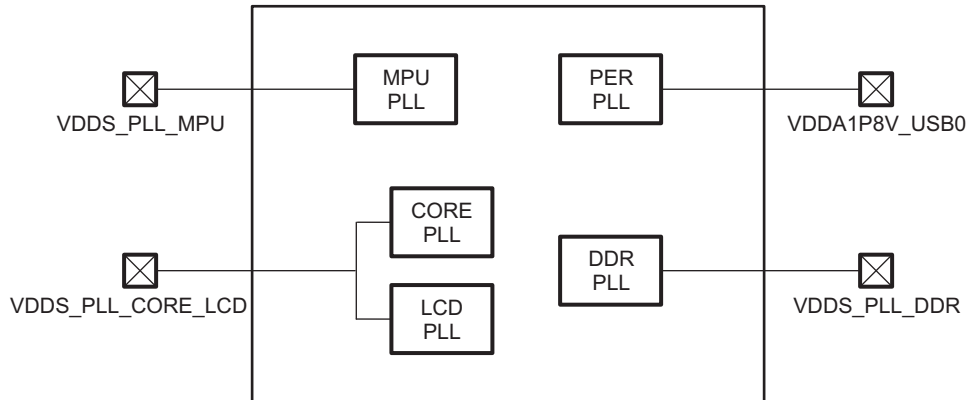 MPU
PLL
PER
PLL
VDDS_PLL_MPU
VDDA1P8V_USB0
CORE
PLL
DDR
PLL
VDDS_PLL_CORE_LCD
LCD
PLL
VDDS_PLL_DDR